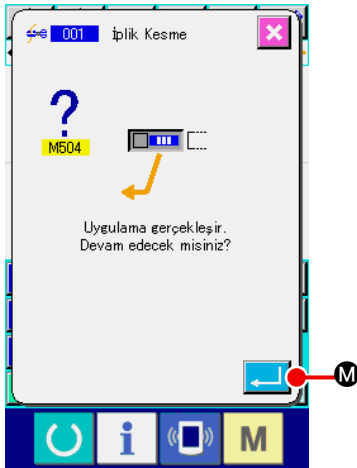 001 İplik Kesme
?
M504
Uygulama gerçekleşir.
Devam edecek misiniz?
M
i M